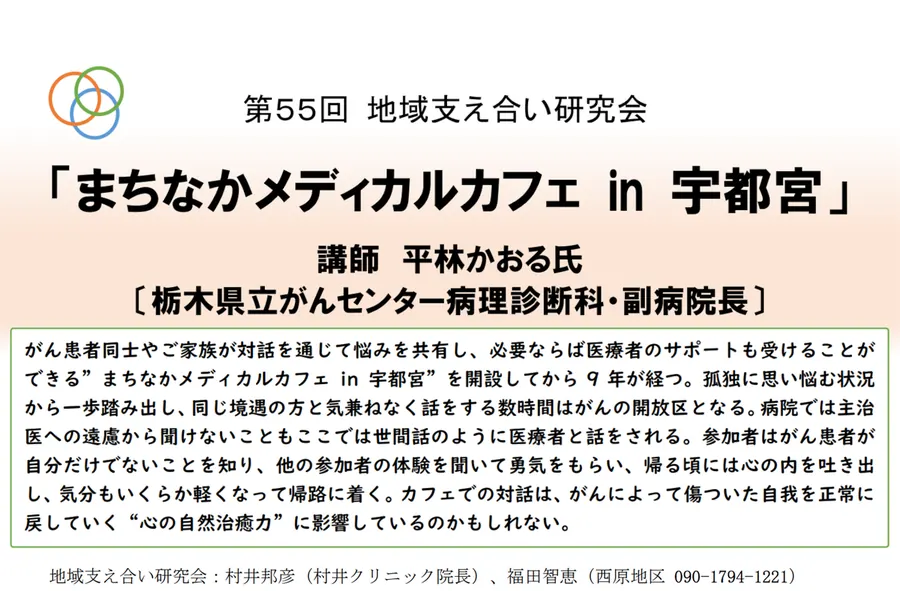 第55回 地域支え合い研究会
「まちなかメディカルカフェ in 宇都宮」
講師 平林かおる氏
〔栃木県立がんセンター病理診断科・副病院長〕
がん患者同士やご家族が対話を通じて悩みを共有し、必要ならば医療者のサポートも受けることが
できる”まちなかメディカルカフェ in 宇都宮”を開設してから 9 年が経つ。孤独に思い悩む状況
から一歩踏み出し、同じ境遇の方と気兼ねなく話をする数時間はがんの開放区となる。病院では主治
医への遠慮から聞けないこともここでは世間話のように医療者と話をされる。参加者はがん患者が
自分だけでないことを知り、他の参加者の体験を聞いて勇気をもらい、帰る頃には心の内を吐き出
し、気分もいくらか軽くなって帰路に着く。カフェでの対話は、がんによって傷ついた自我を正常に
戻していく“心の自然治癒力”に影響しているのかもしれない。
地域支え合い研究会：村井邦彦（村井クリニック院長）、福田智恵（西原地区 090-1794-1221）